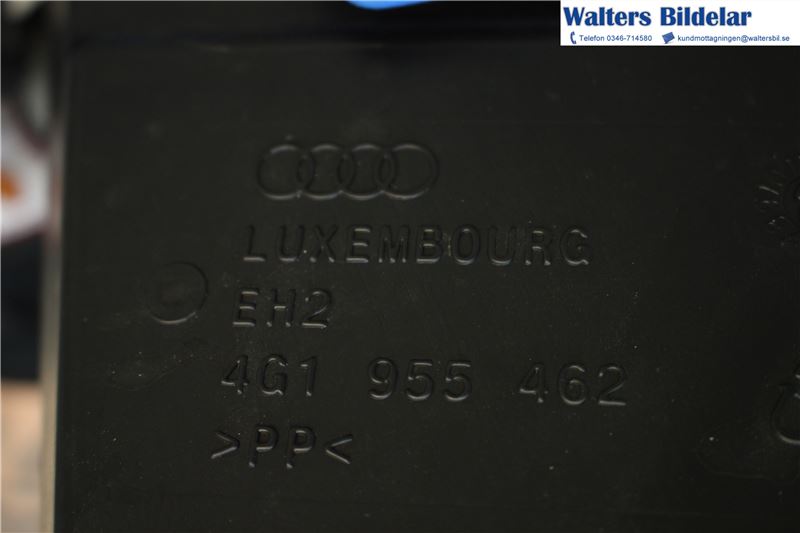 Walters Bildelar
Telefon 0346-714580 kundmottagningen@waltersbil.se
LUXEMBOURG
EH2
4G1 955 462
>PP<